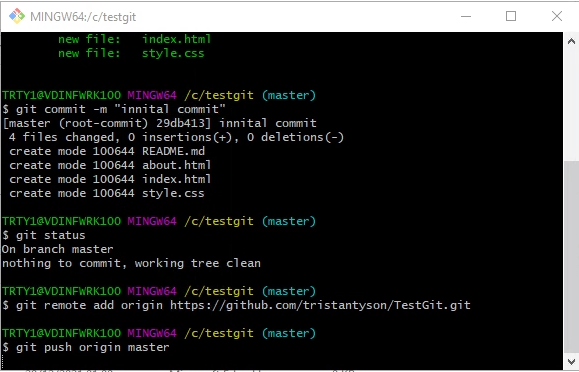 MINGW64:/c/testgit
new file: index.html
new file: style.css
TRTY1@VDINFWRK100 MINGW64 /c/testgit (master)
$ git commit -m "innital commit"
[master (root-commit) 29db413] innital commit
4 files changed, 0 insertions(+), 0 deletions(-)
create mode 100644 README.md
create mode 100644 about.html
create mode 100644 index.html
create mode 100644 style.css
TRTY1@VDINFWRK100 MINGW64 /c/testgit (master)
$ git status
On branch master
nothing to commit, working tree clean
TRTY1@VDINFWRK100 MINGW64 /c/testgit (master)
$ git remote add origin https://github.com/tristantyson/TestGit.git
TRTY1@VDINFWRK100 MINGW64 /c/testgit (master)
$ git push origin master